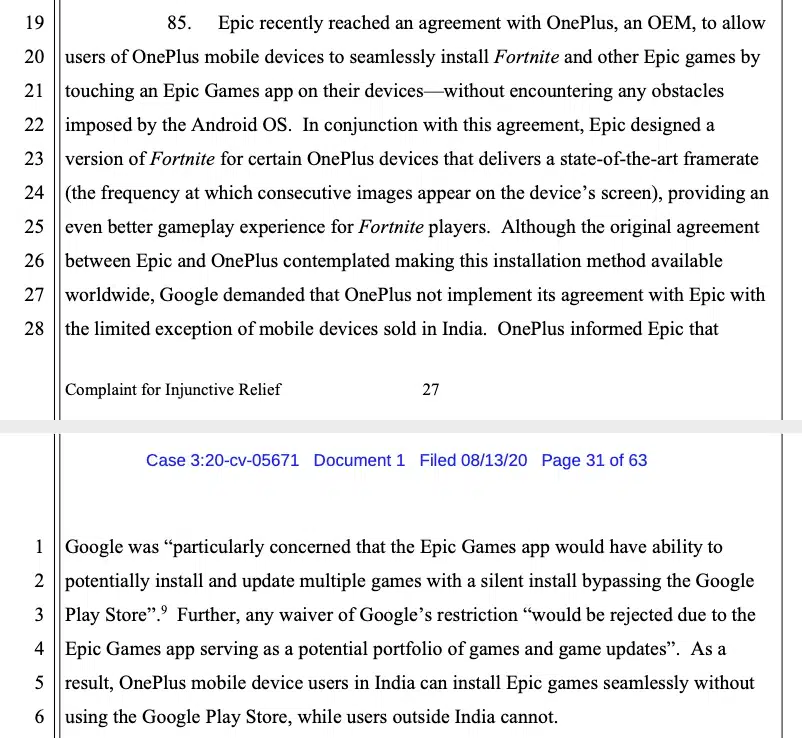 19 85. Epic recently reached an agreement with OnePlus, an OEM, to allow
20 users of OnePlus mobile devices to seamlessly install Fortnite and other Epic games by
21 touching an Epic Games app on their devices—without encountering any obstacles
22 imposed by the Android OS. In conjunction with this agreement, Epic designed a
23 version of Fortnite for certain OnePlus devices that delivers a state-of-the-art framerate
24 (the frequency at which consecutive images appear on the device's screen), providing an
25 even better gameplay experience for Fortnite players. Although the original agreement
26 between Epic and OnePlus contemplated making this installation method available
27 worldwide, Google demanded that OnePlus not implement its agreement with Epic with
28 the limited exception of mobile devices sold in India. OnePlus informed Epic that
Complaint for Injunctive Relief 27
Case 3:20-cv-05671 Document 1 Filed 08/13/20 Page 31 of 63
1 Google was “particularly concerned that the Epic Games app would have ability to
2 potentially install and update multiple games with a silent install bypassing the Google
3 Play Store”.⁹ Further, any waiver of Google's restriction “would be rejected due to the
4 Epic Games app serving as a potential portfolio of games and game updates”. As a
5 result, OnePlus mobile device users in India can install Epic games seamlessly without
6 using the Google Play Store, while users outside India cannot.